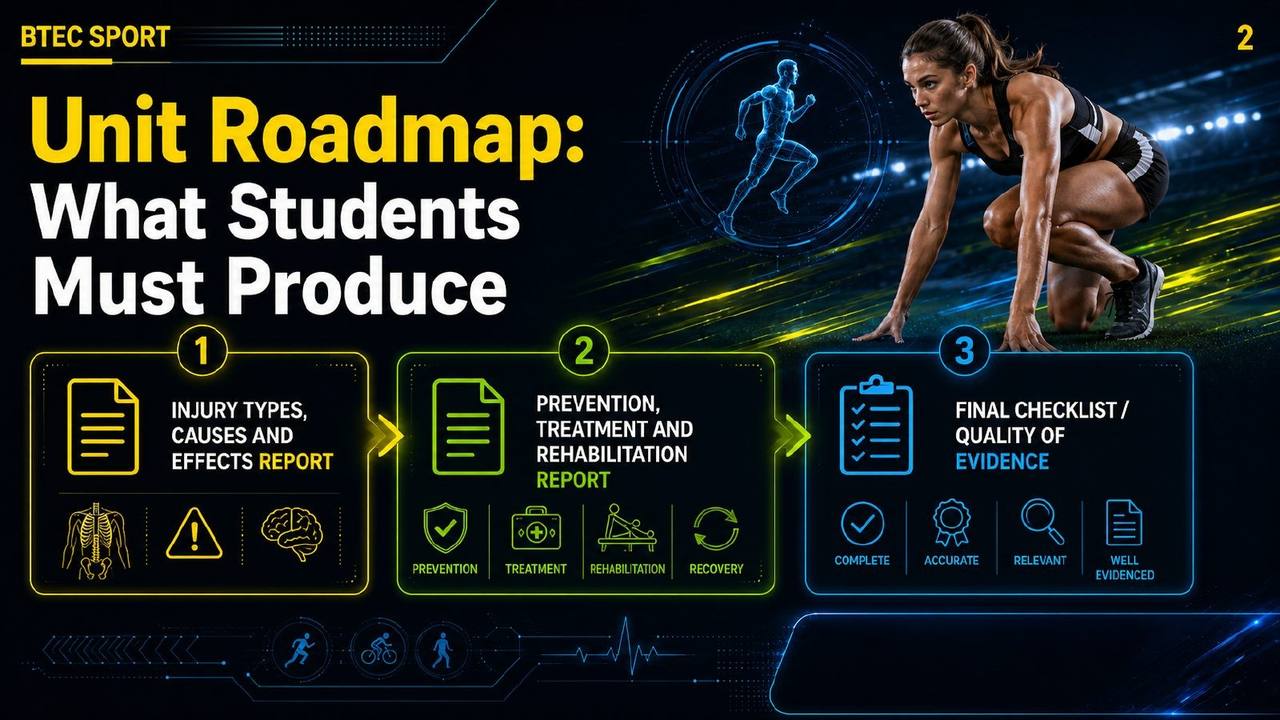 BTEC SPORT
2
Unit Roadmap:
What Students
Must Produce
1
INJURY TYPES,
CAUSES AND
EFFECTS REPORT
2
PREVENTION,
TREATMENT AND
REHABILITATION
REPORT
PREVENTION
TREATMENT
REHABILITATION
RECOVERY
3
FINAL CHECKLIST /
QUALITY OF
EVIDENCE
COMPLETE
ACCURATE
RELEVANT
WELL
EVIDENCED